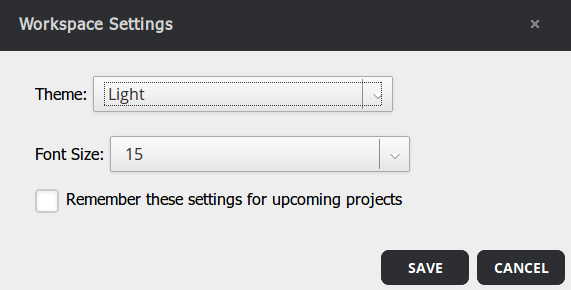 Workspace Settings
Theme: Light
Font Size: 15
Remember these settings for upcoming projects
SAVE CANCEL